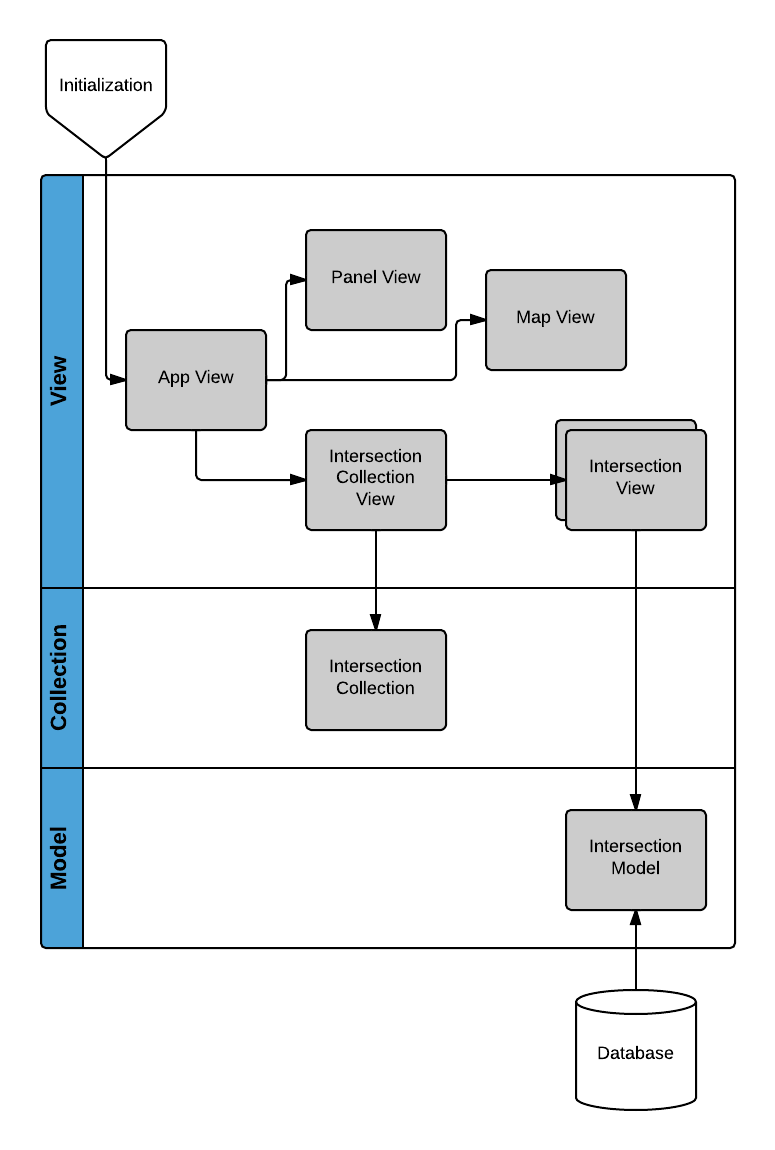 Initialization
View
Panel View
Map View
App View
Intersection
Collection
View
Intersection
View
Collection
Intersection
Collection
Model
Intersection
Model
Database